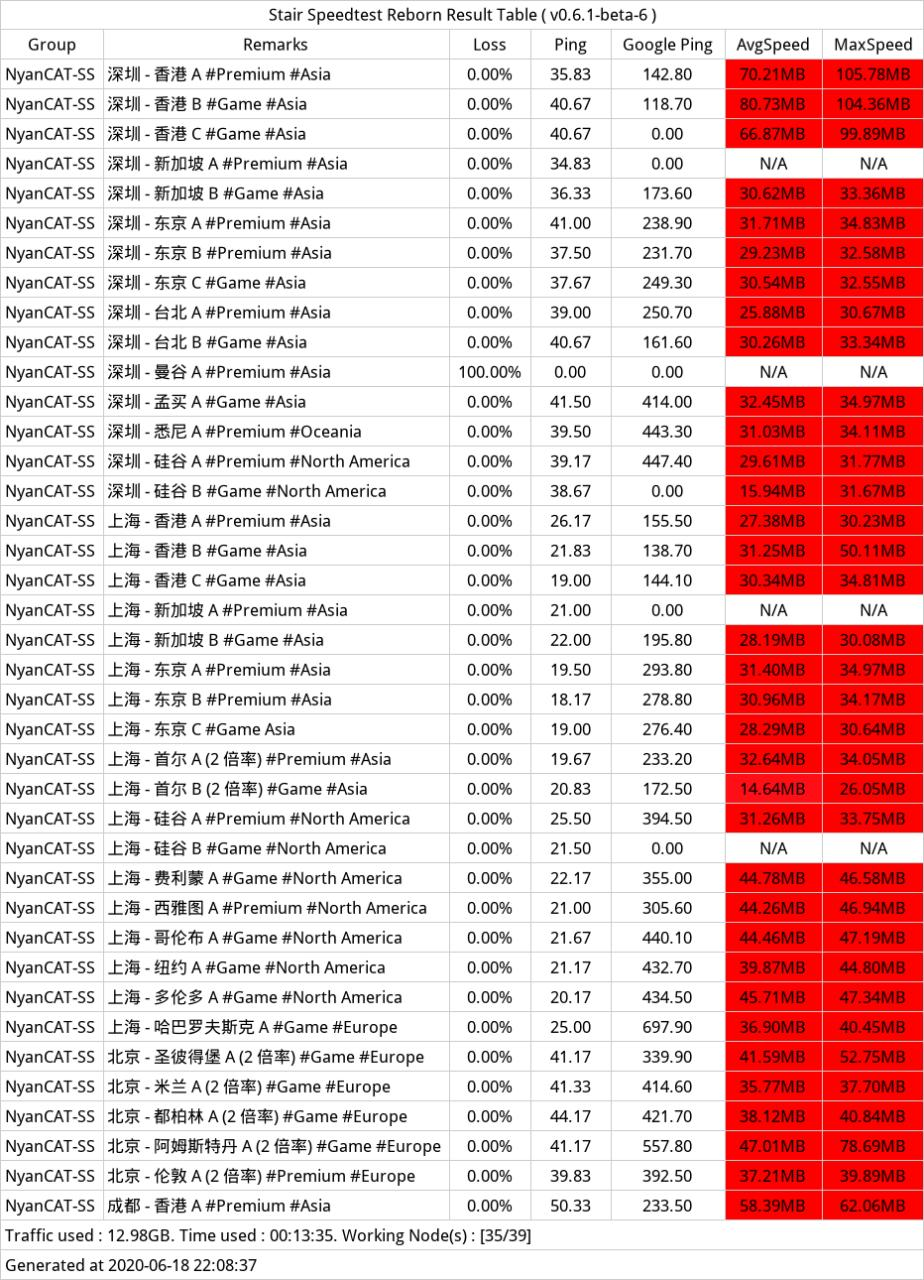 Stair Speedtest Reborn Result Table ( v0.6.1-beta-6 )
Group Remarks Loss Ping Google Ping AvgSpeed MaxSpeed
NyanCAT-SS 深圳 - 香港 A #Premium #Asia 0.00% 35.83 142.80 70.21MB 105.78MB
NyanCAT-SS 深圳 - 香港 B #Game #Asia 0.00% 40.67 118.70 80.73MB 104.36MB
NyanCAT-SS 深圳 - 香港 C #Game #Asia 0.00% 40.67 0.00 66.87MB 99.89MB
NyanCAT-SS 深圳 - 新加坡 A #Premium #Asia 0.00% 34.83 0.00 N/A N/A
NyanCAT-SS 深圳 - 新加坡 B #Game #Asia 0.00% 36.33 173.60 30.62MB 33.36MB
NyanCAT-SS 深圳 - 东京 A #Premium #Asia 0.00% 41.00 238.90 31.71MB 34.83MB
NyanCAT-SS 深圳 - 东京 B #Premium #Asia 0.00% 37.50 231.70 29.23MB 32.58MB
NyanCAT-SS 深圳 - 东京 C #Game #Asia 0.00% 37.67 249.30 30.54MB 32.55MB
NyanCAT-SS 深圳 - 台北 A #Premium #Asia 0.00% 39.00 250.70 25.88MB 30.67MB
NyanCAT-SS 深圳 - 台北 B #Game #Asia 0.00% 40.67 161.60 30.26MB 33.34MB
NyanCAT-SS 深圳 - 曼谷 A #Premium #Asia 100.00% 0.00 0.00 N/A N/A
NyanCAT-SS 深圳 - 孟买 A #Game #Asia 0.00% 41.50 414.00 32.45MB 34.97MB
NyanCAT-SS 深圳 - 悉尼 A #Premium #Oceania 0.00% 39.50 443.30 31.03MB 34.11MB
NyanCAT-SS 深圳 - 硅谷 A #Premium #North America 0.00% 39.17 447.40 29.61MB 31.77MB
NyanCAT-SS 深圳 - 硅谷 B #Game #North America 0.00% 38.67 0.00 15.94MB 31.67MB
NyanCAT-SS 上海 - 香港 A #Premium #Asia 0.00% 26.17 155.50 27.38MB 30.23MB
NyanCAT-SS 上海 - 香港 B #Game #Asia 0.00% 21.83 138.70 31.25MB 50.11MB
NyanCAT-SS 上海 - 香港 C #Game #Asia 0.00% 19.00 144.10 30.34MB 34.81MB
NyanCAT-SS 上海 - 新加坡 A #Premium #Asia 0.00% 21.00 0.00 N/A N/A
NyanCAT-SS 上海 - 新加坡 B #Game #Asia 0.00% 22.00 195.80 28.19MB 30.08MB
NyanCAT-SS 上海 - 东京 A #Premium #Asia 0.00% 19.50 293.80 31.40MB 34.97MB
NyanCAT-SS 上海 - 东京 B #Premium #Asia 0.00% 18.17 278.80 30.96MB 34.17MB
NyanCAT-SS 上海 - 东京 C #Game Asia 0.00% 19.00 276.40 28.29MB 30.64MB
NyanCAT-SS 上海 - 首尔 A (2 倍率) #Premium #Asia 0.00% 19.67 233.20 32.64MB 34.05MB
NyanCAT-SS 上海 - 首尔 B (2 倍率) #Game #Asia 0.00% 20.83 172.50 14.64MB 26.05MB
NyanCAT-SS 上海 - 硅谷 A #Premium #North America 0.00% 25.50 394.50 31.26MB 33.75MB
NyanCAT-SS 上海 - 硅谷 B #Game #North America 0.00% 21.50 0.00 N/A N/A
NyanCAT-SS 上海 - 费利蒙 A #Game #North America 0.00% 22.17 355.00 44.78MB 46.58MB
NyanCAT-SS 上海 - 西雅图 A #Premium #North America 0.00% 21.00 305.60 44.26MB 46.94MB
NyanCAT-SS 上海 - 哥伦布 A #Game #North America 0.00% 21.67 440.10 44.46MB 47.19MB
NyanCAT-SS 上海 - 纽约 A #Game #North America 0.00% 21.17 432.70 39.87MB 44.80MB
NyanCAT-SS 上海 - 多伦多 A #Game #North America 0.00% 20.17 434.50 45.71MB 47.34MB
NyanCAT-SS 上海 - 哈巴罗夫斯克 A #Game #Europe 0.00% 25.00 697.90 36.90MB 40.45MB
NyanCAT-SS 北京 - 圣彼得堡 A (2 倍率) #Game #Europe 0.00% 41.17 339.90 41.59MB 52.75MB
NyanCAT-SS 北京 - 米兰 A (2 倍率) #Game #Europe 0.00% 41.33 414.60 35.77MB 37.70MB
NyanCAT-SS 北京 - 都柏林 A (2 倍率) #Game #Europe 0.00% 44.17 421.70 38.12MB 40.84MB
NyanCAT-SS 北京 - 阿姆斯特丹 A (2 倍率) #Game #Europe 0.00% 41.17 557.80 47.01MB 78.69MB
NyanCAT-SS 北京 - 伦敦 A (2 倍率) #Premium #Europe 0.00% 39.83 392.50 37.21MB 39.89MB
NyanCAT-SS 成都 - 香港 A #Premium #Asia 0.00% 50.33 233.50 58.39MB 62.06MB
Traffic used : 12.98GB. Time used : 00:13:35. Working Node(s) : [35/39]
Generated at 2020-06-18 22:08:37